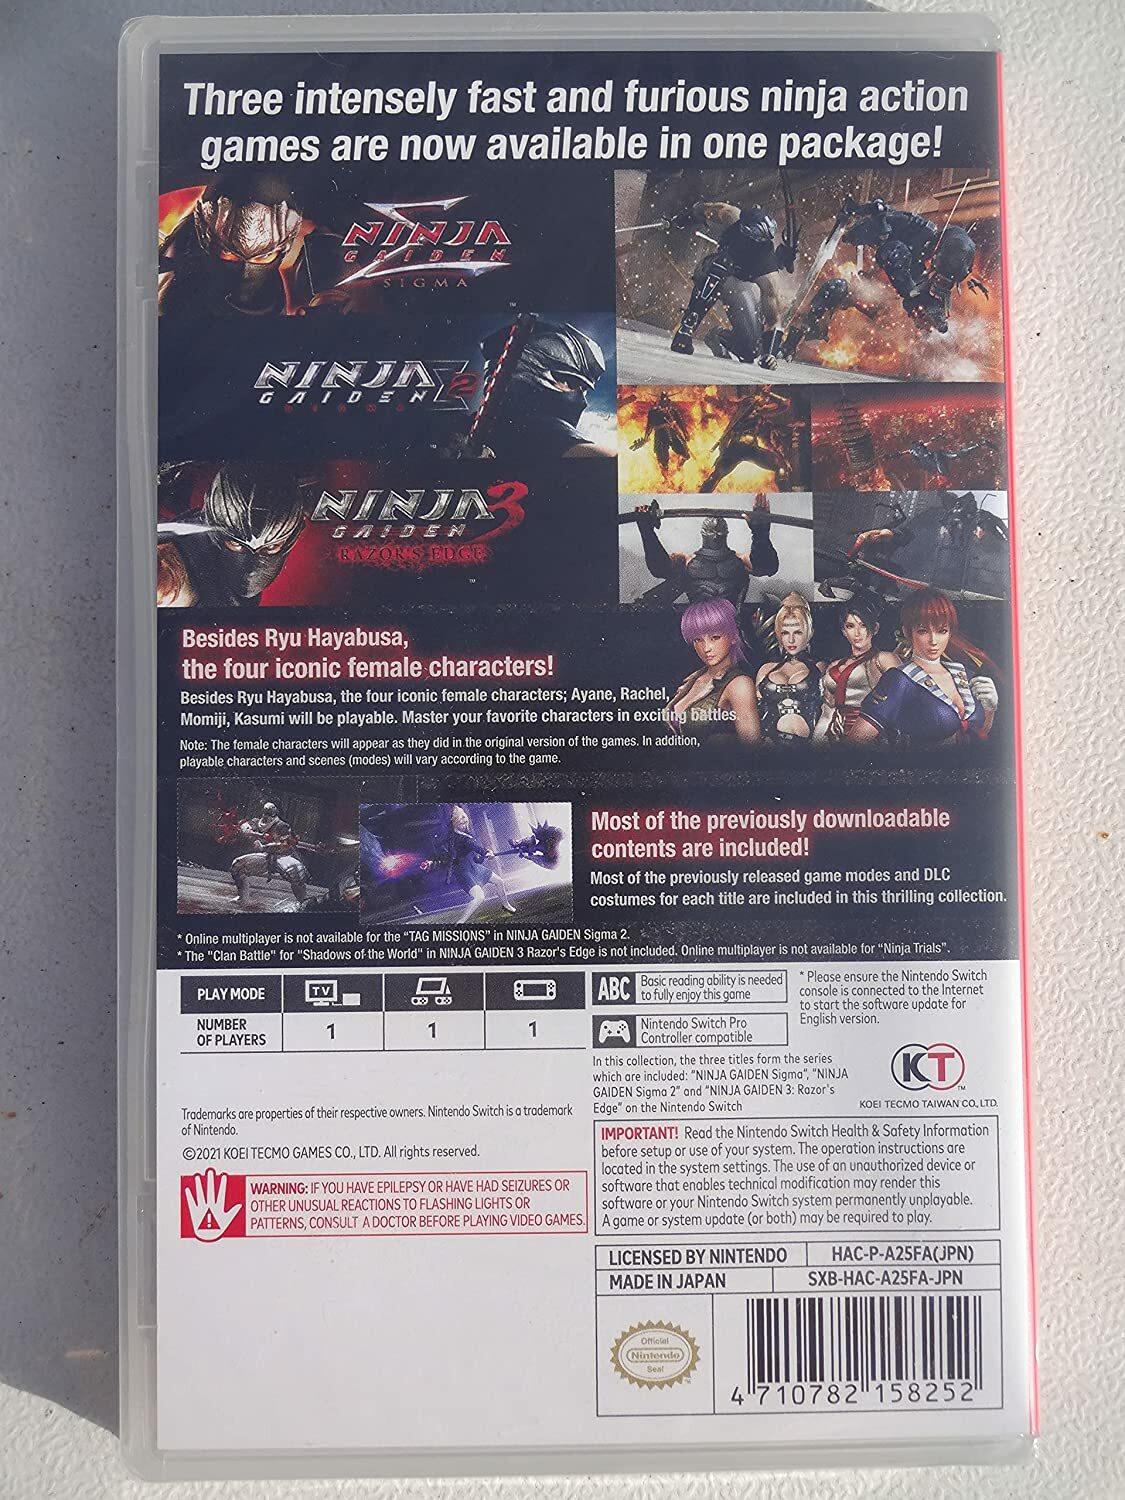 Three intensely fast and furious ninja action
games are now available in one package!
NINJA
GAIDEN
SIGMA
NINJA
GAIDEN Σ2
SIGMA
NINJA
GAIDEN 3
RAZOR'S EDGE
Besides Ryu Hayabusa,
the four iconic female characters!
Besides Ryu Hayabusa, the four iconic female characters; Ayane, Rachel,
Momiji, Kasumi will be playable. Master your favorite characters in exciting battles.
Note: The female characters will appear as they did in the original version of the games. In addition,
playable characters and scenes (modes) will vary according to the game.
Most of the previously downloadable
contents are included!
Most of the previously released game modes and DLC
costumes for each title are included in this thrilling collection.
* Online multiplayer is not available for the “TAG MISSIONS” in NINJA GAIDEN Sigma 2.
* The "Clan Battle" for "Shadows of the World" in NINJA GAIDEN 3 Razor's Edge is not included. Online multiplayer is not available for “Ninja Trials”.
PLAY MODE TV
NUMBER
OF PLAYERS
1 1 1
ABC Basic reading ability is needed
to fully enjoy this game
Nintendo Switch Pro
Controller compatible
* Please ensure the Nintendo Switch
console is connected to the Internet
to start the software update for
English version.
In this collection, the three titles form the series
which are included: "NINJA GAIDEN Sigma", "NINJA
GAIDEN Sigma 2" and "NINJA GAIDEN 3: Razor's
Edge" on the Nintendo Switch
KT
KOEI TECMO TAIWAN CO., LTD.
Trademarks are properties of their respective owners. Nintendo Switch is a trademark
of Nintendo.
©2021 KOEI TECMO GAMES CO., LTD. All rights reserved.
WARNING: IF YOU HAVE EPILEPSY OR HAVE HAD SEIZURES OR
OTHER UNUSUAL REACTIONS TO FLASHING LIGHTS OR
PATTERNS, CONSULT A DOCTOR BEFORE PLAYING VIDEO GAMES.
IMPORTANT! Read the Nintendo Switch Health & Safety Information
before setup or use of your system. The operation instructions are
located in the system settings. The use of an unauthorized device or
software that enables technical modification may render this
software or your Nintendo Switch system permanently unplayable.
A game or system update (or both) may be required to play.
LICENSED BY NINTENDO HAC-P-A25FA(JPN)
MADE IN JAPAN SXB-HAC-A25FA-JPN
Official
Nintendo
Seal
4 710782 158252